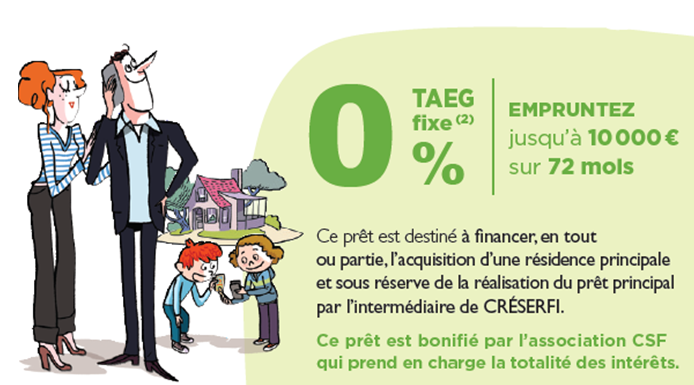 0 % TAEG
fixe (2)
EMPRUNTEZ
jusqu'à 10 000 €
sur 72 mois
Ce prêt est destiné à financer, en tout
ou partie, l'acquisition d'une résidence principale
et sous réserve de la réalisation du prêt principal
par l'intermédiaire de CRÉSERFI.
Ce prêt est bonifié par l'association CSF
qui prend en charge la totalité des intérêts.